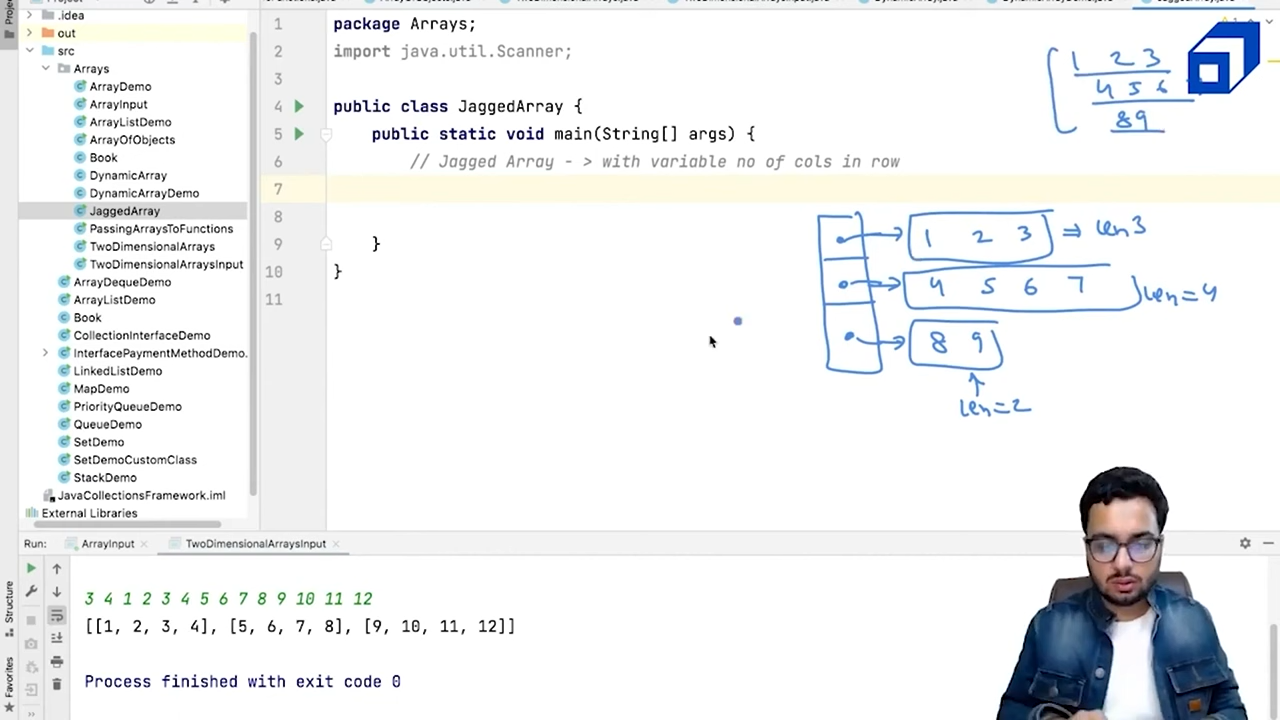 Project
.idea
out
src
Arrays
ArrayDemo
ArrayInput
ArrayListDemo
ArrayOfObjects
Book
DynamicArray
DynamicArrayDemo
JaggedArray
PassingArraysToFunctions
TwoDimensionalArrays
TwoDimensionalArraysInput
ArrayDequeDemo
ArrayListDemo
Book
CollectionInterfaceDemo
InterfacePaymentMethodDemo.
LinkedListDemo
MapDemo
PriorityQueueDemo
QueueDemo
SetDemo
SetDemoCustomClass
StackDemo
JavaCollectionsFramework.iml
External Libraries
1 package Arrays;
2 import java.util.Scanner;
3
4 public class JaggedArray {
5 public static void main(String[] args) {
6 // Jagged Array - > with variable no of cols in row
7
8
9 }
10 }
11
1 2 3
4 5 6
8 9
1 2 3 ⇒ len 3
4 5 6 7 len=4
8 9
len=2
Run: ArrayInput TwoDimensionalArraysInput
3 4 1 2 3 4 5 6 7 8 9 10 11 12
[[1, 2, 3, 4], [5, 6, 7, 8], [9, 10, 11, 12]]
Process finished with exit code 0
Structure
Favorites